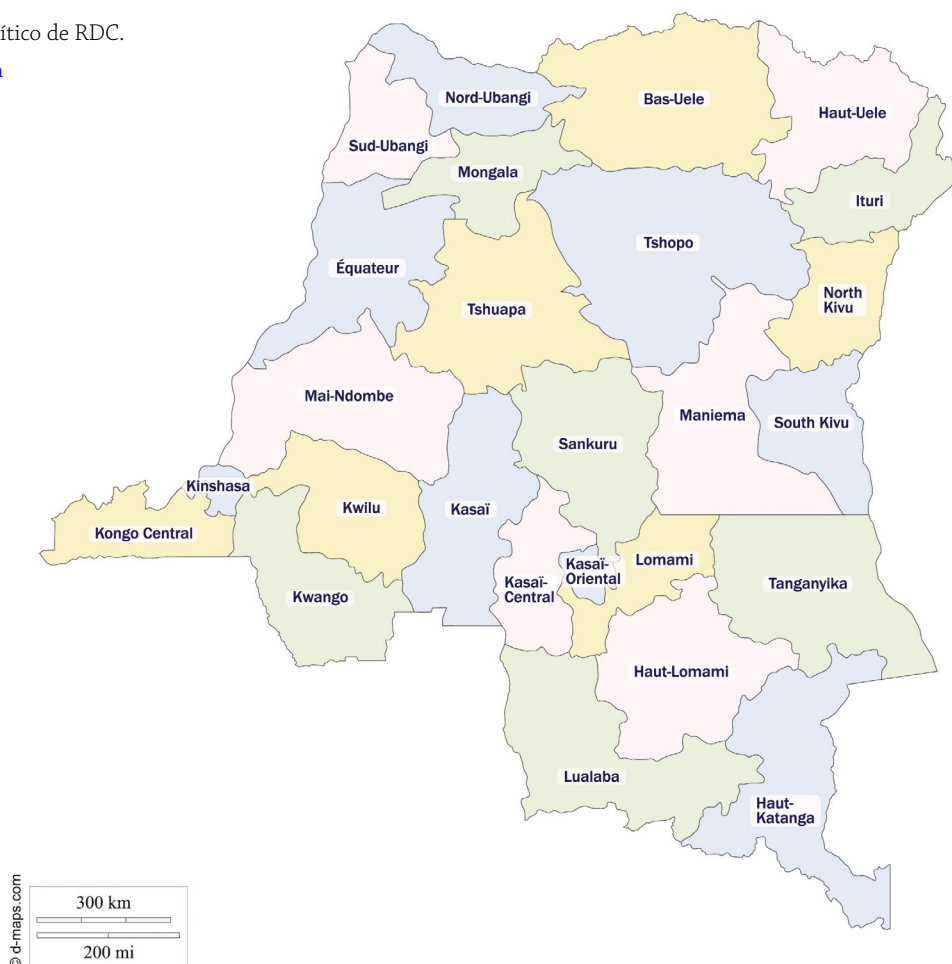 ítico de RDC.
Nord-Ubangi
Bas-Uele
Haut-Uele
Sud-Ubangi
Mongala
Ituri
Tshopo
Équateur
North
Kivu
Tshuapa
Mai-Ndombe
Maniema
South Kivu
Sankuru
Kinshasa
Kwilu
Kasaï
Kongo Central
Lomami
Kasaï-
Oriental
Kasaï-
Central
Tanganyika
Kwango
Haut-Lomami
Lualaba
Haut-
Katanga
300 km
200 mi
© d-maps.com